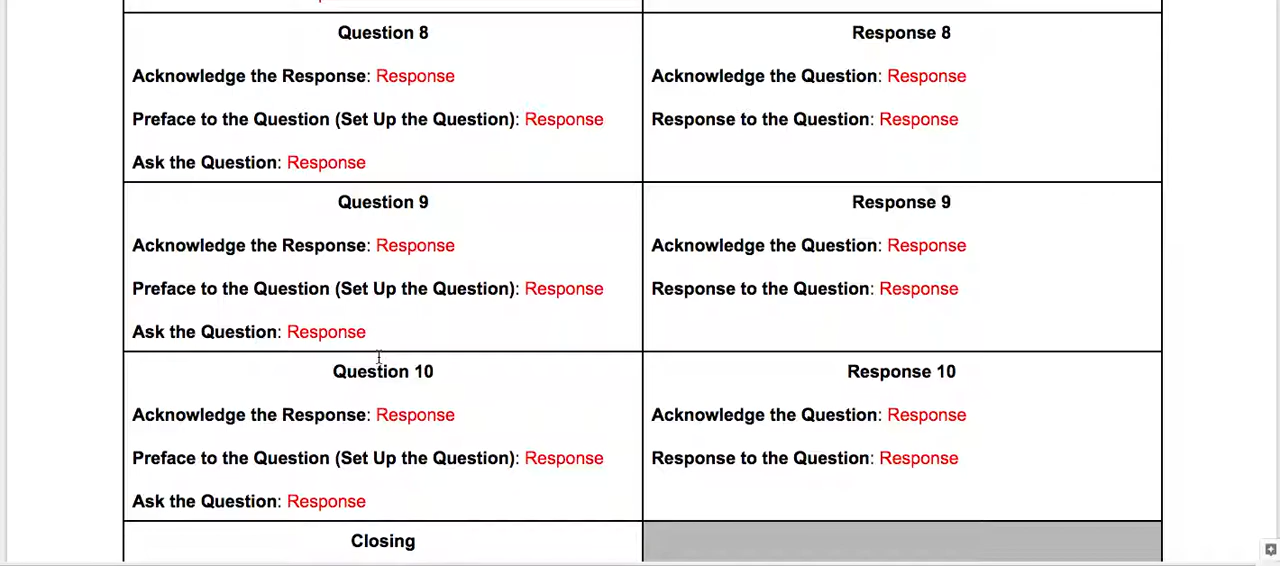 Question 8
Acknowledge the Response: Response
Preface to the Question (Set Up the Question): Response
Ask the Question: Response
Response 8
Acknowledge the Question: Response
Response to the Question: Response
Question 9
Acknowledge the Response: Response
Preface to the Question (Set Up the Question): Response
Ask the Question: Response
Response 9
Acknowledge the Question: Response
Response to the Question: Response
Question 10
Acknowledge the Response: Response
Preface to the Question (Set Up the Question): Response
Ask the Question: Response
Response 10
Acknowledge the Question: Response
Response to the Question: Response
Closing